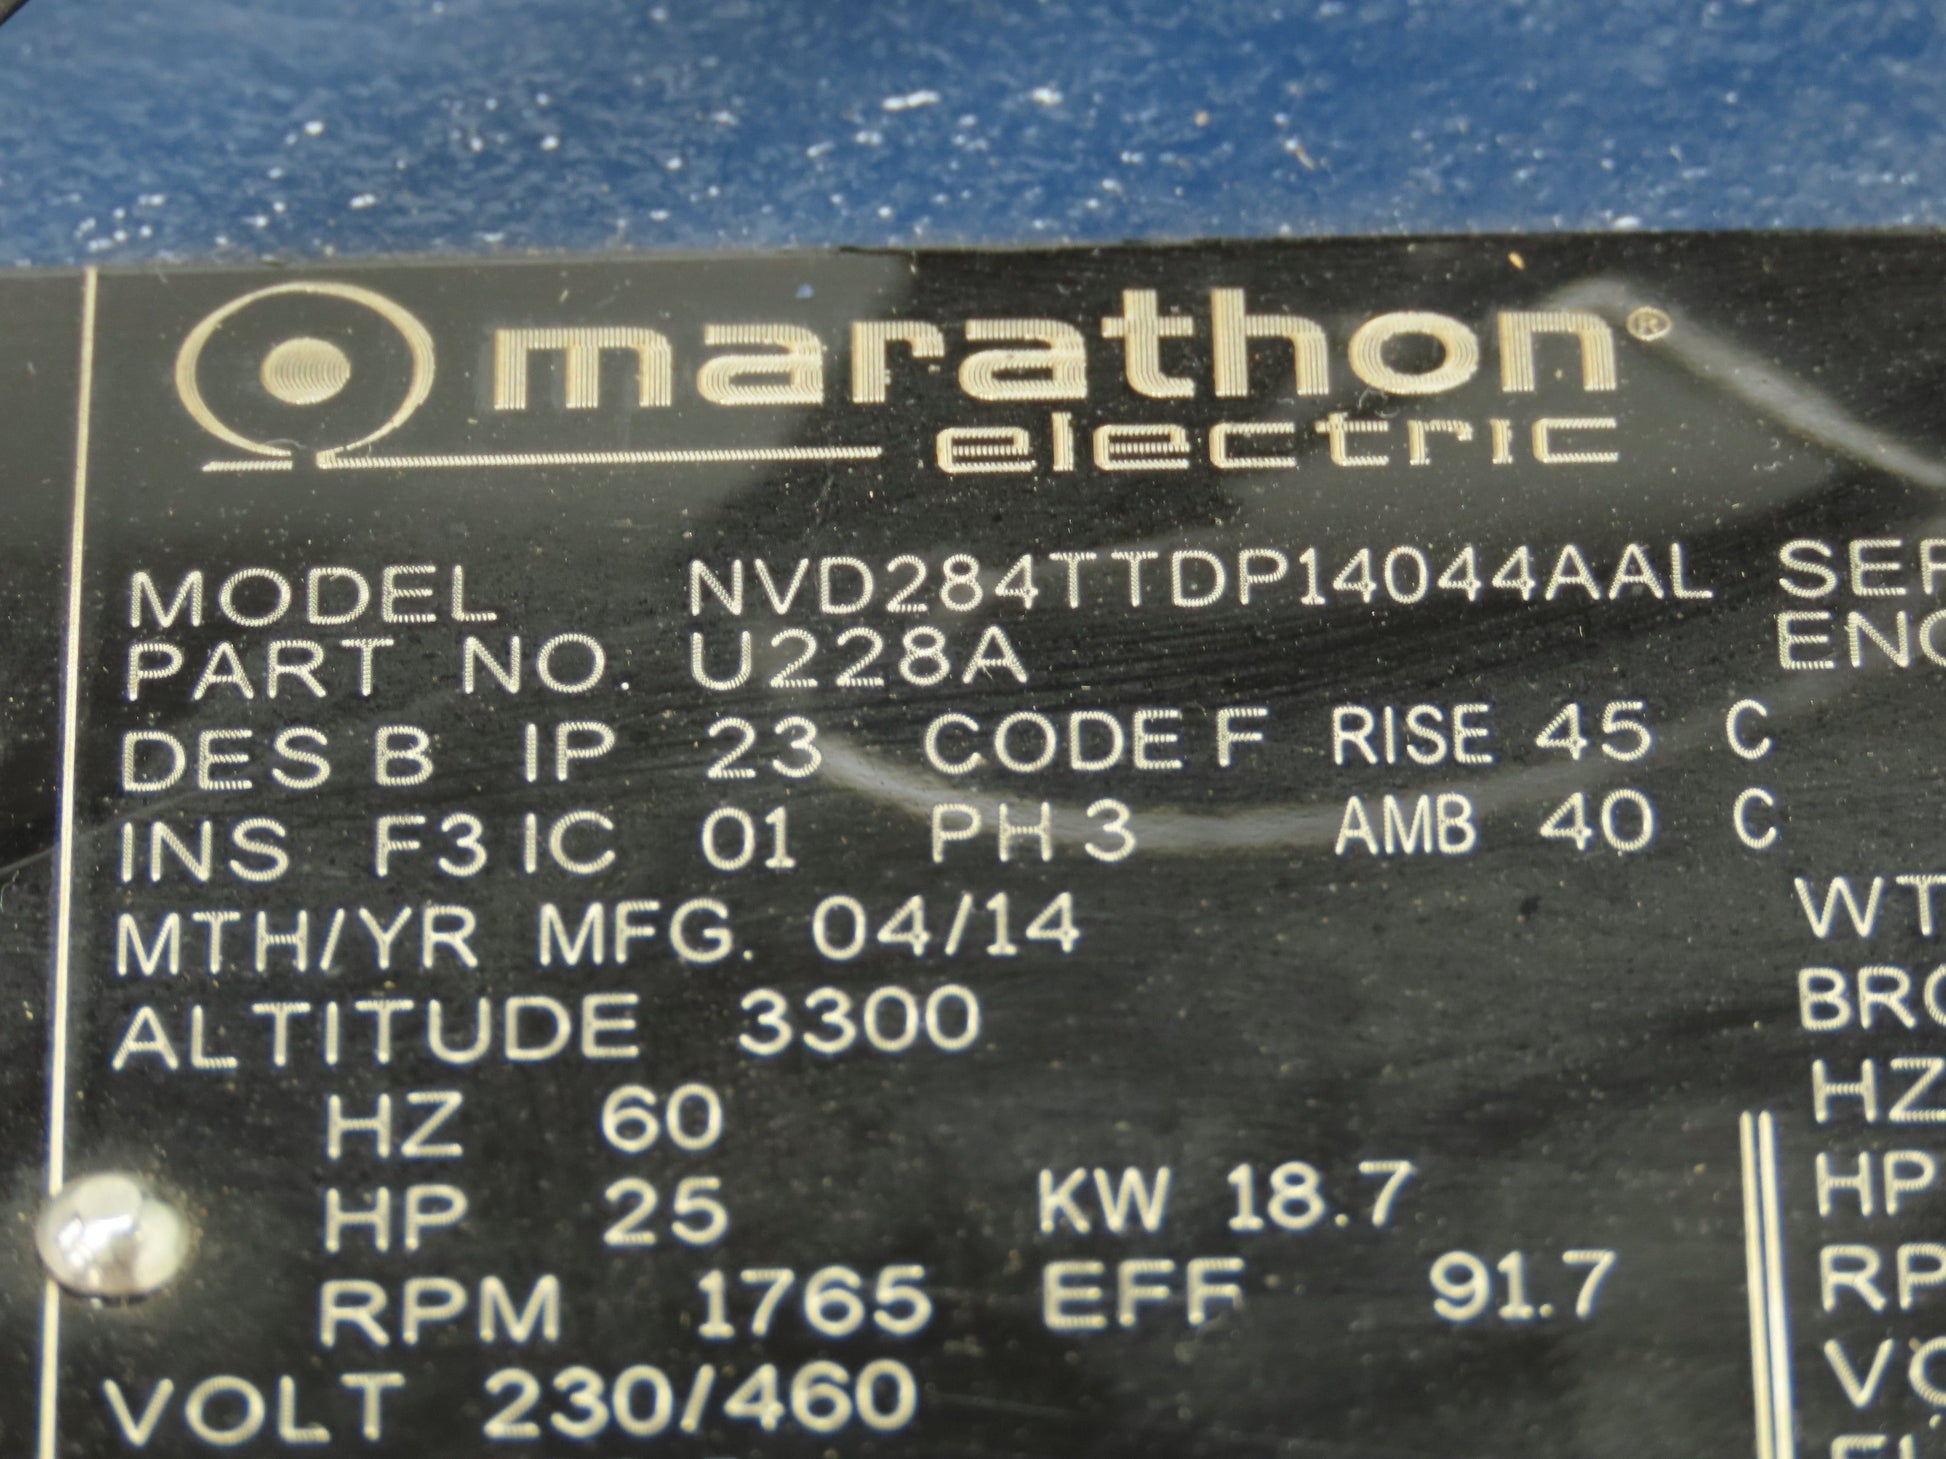 marathon®
electric
MODEL NVD284TTDP14044AAL
PART NO. U228A
DES B IP 23 CODE F RISE 45 C
INS F3 IC 01 PH 3 AMB 40 C
MTH/YR MFG. 04/14
ALTITUDE 3300
HZ 60 HZ
HP 25 KW 18.7 HP
RPM 1765 EFF 91.7
VOLT 230/460